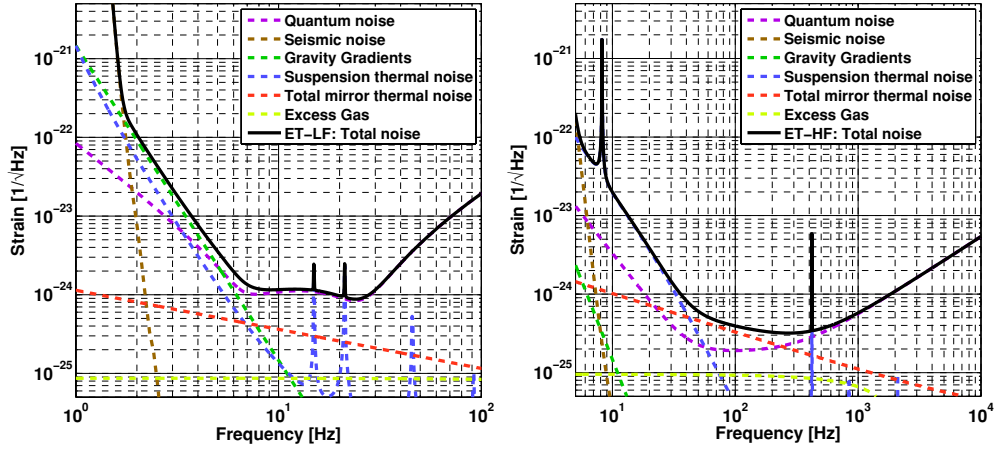 Quantum noise
Seismic noise
Gravity Gradients
Suspension thermal noise
Total mirror thermal noise
Excess Gas
ET-LF: Total noise
10^-21
10^-22
10^-23
10^-24
10^-25
Strain [1/√Hz]
10^0
10^1
10^2
Frequency [Hz]
Quantum noise
Seismic noise
Gravity Gradients
Suspension thermal noise
Total mirror thermal noise
Excess Gas
ET-HF: Total noise
10^-21
10^-22
10^-23
10^-24
10^-25
Strain [1/√Hz]
10^1
10^2
10^3
10^4
Frequency [Hz]